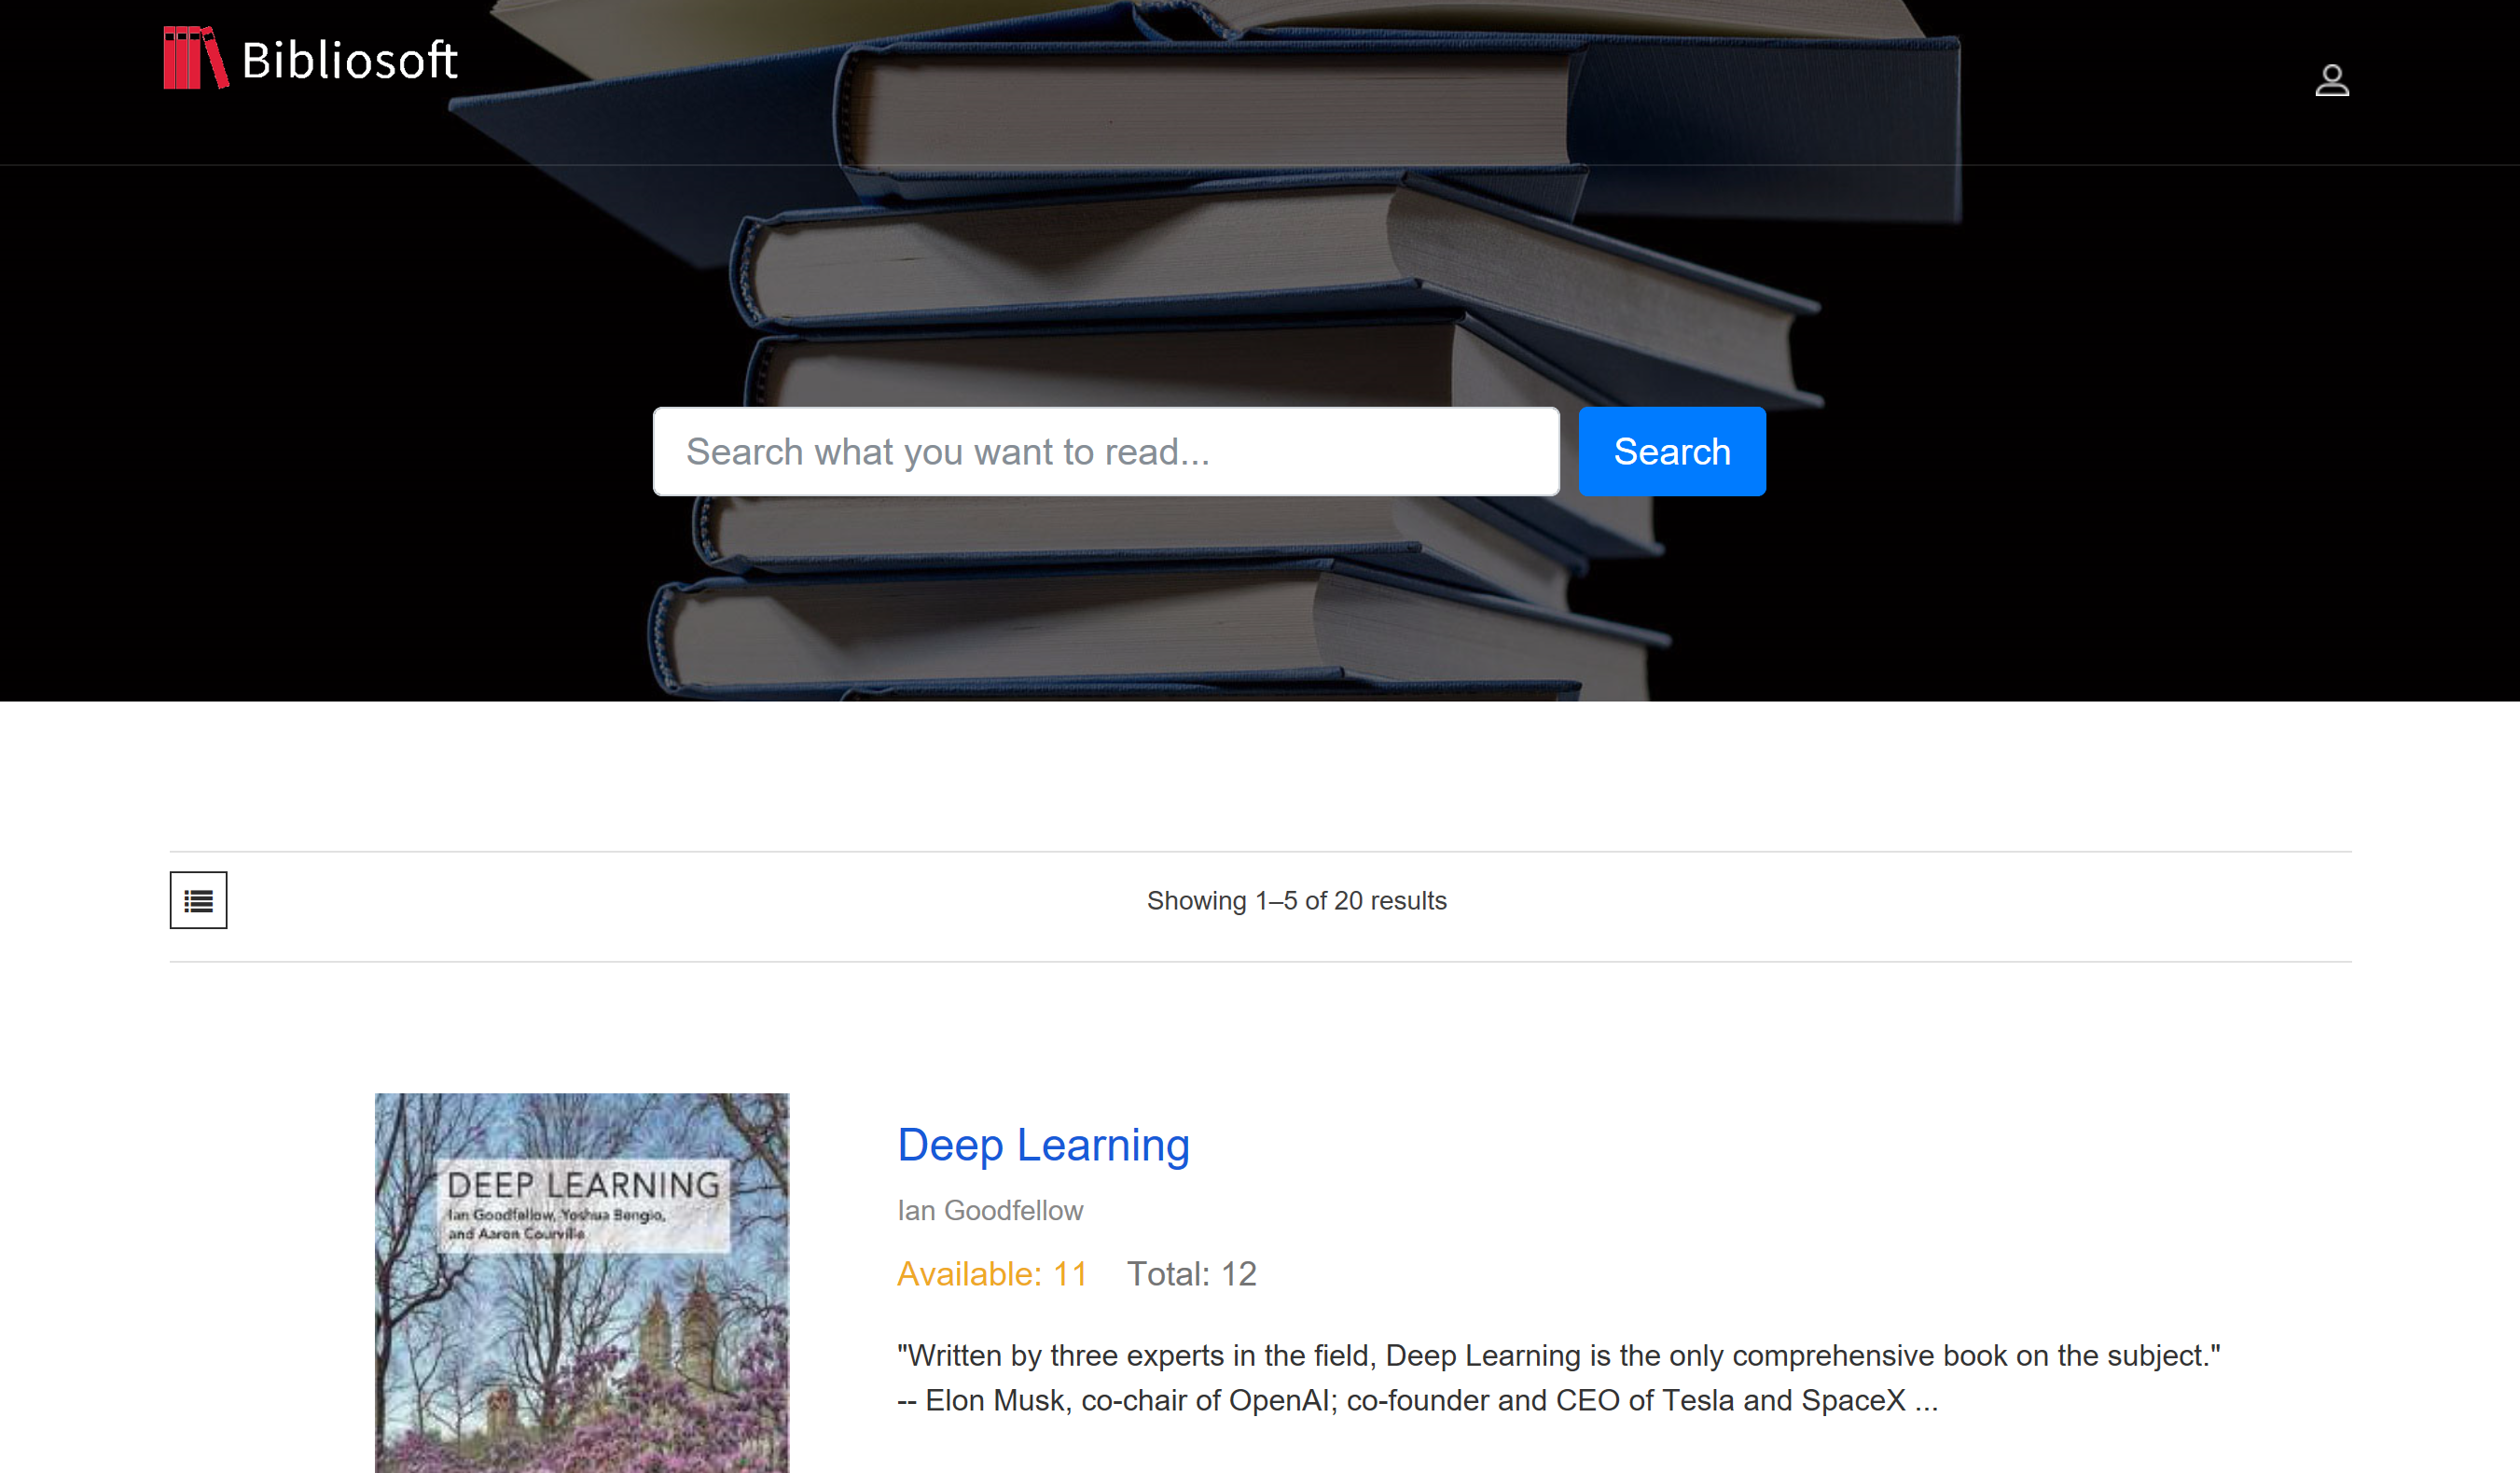 Bibliosoft
Search what you want to read...
Search
Showing 1–5 of 20 results
DEEP LEARNING
Ian Goodfellow, Yoshua Bengio,
and Aaron Courville
Deep Learning
Ian Goodfellow
Available: 11 Total: 12
"Written by three experts in the field, Deep Learning is the only comprehensive book on the subject."
-- Elon Musk, co-chair of OpenAI; co-founder and CEO of Tesla and SpaceX ...